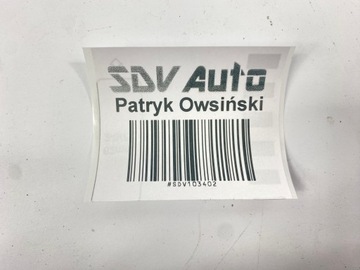 SDV Auto
Patryk Owsiński
#SDV103402